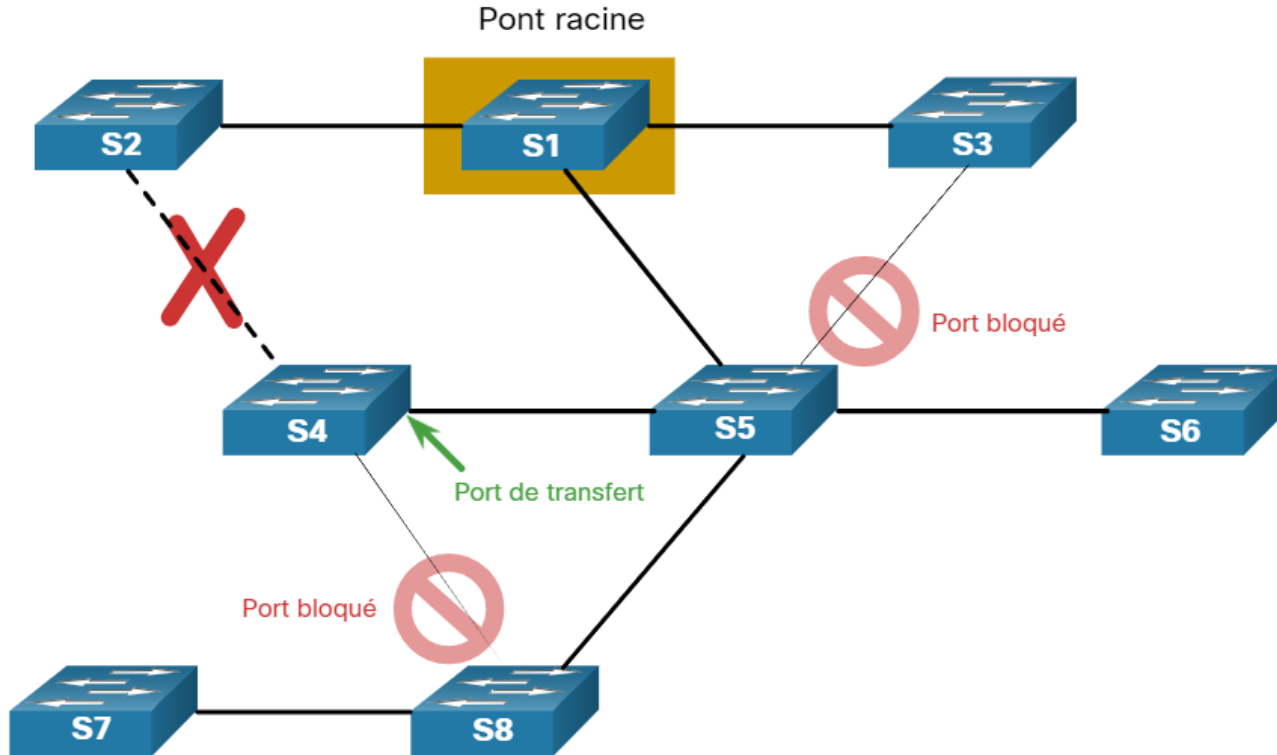 Pont racine
S2
S1
S3
Port bloqué
S4
S5
S6
Port de transfert
Port bloqué
S7
S8